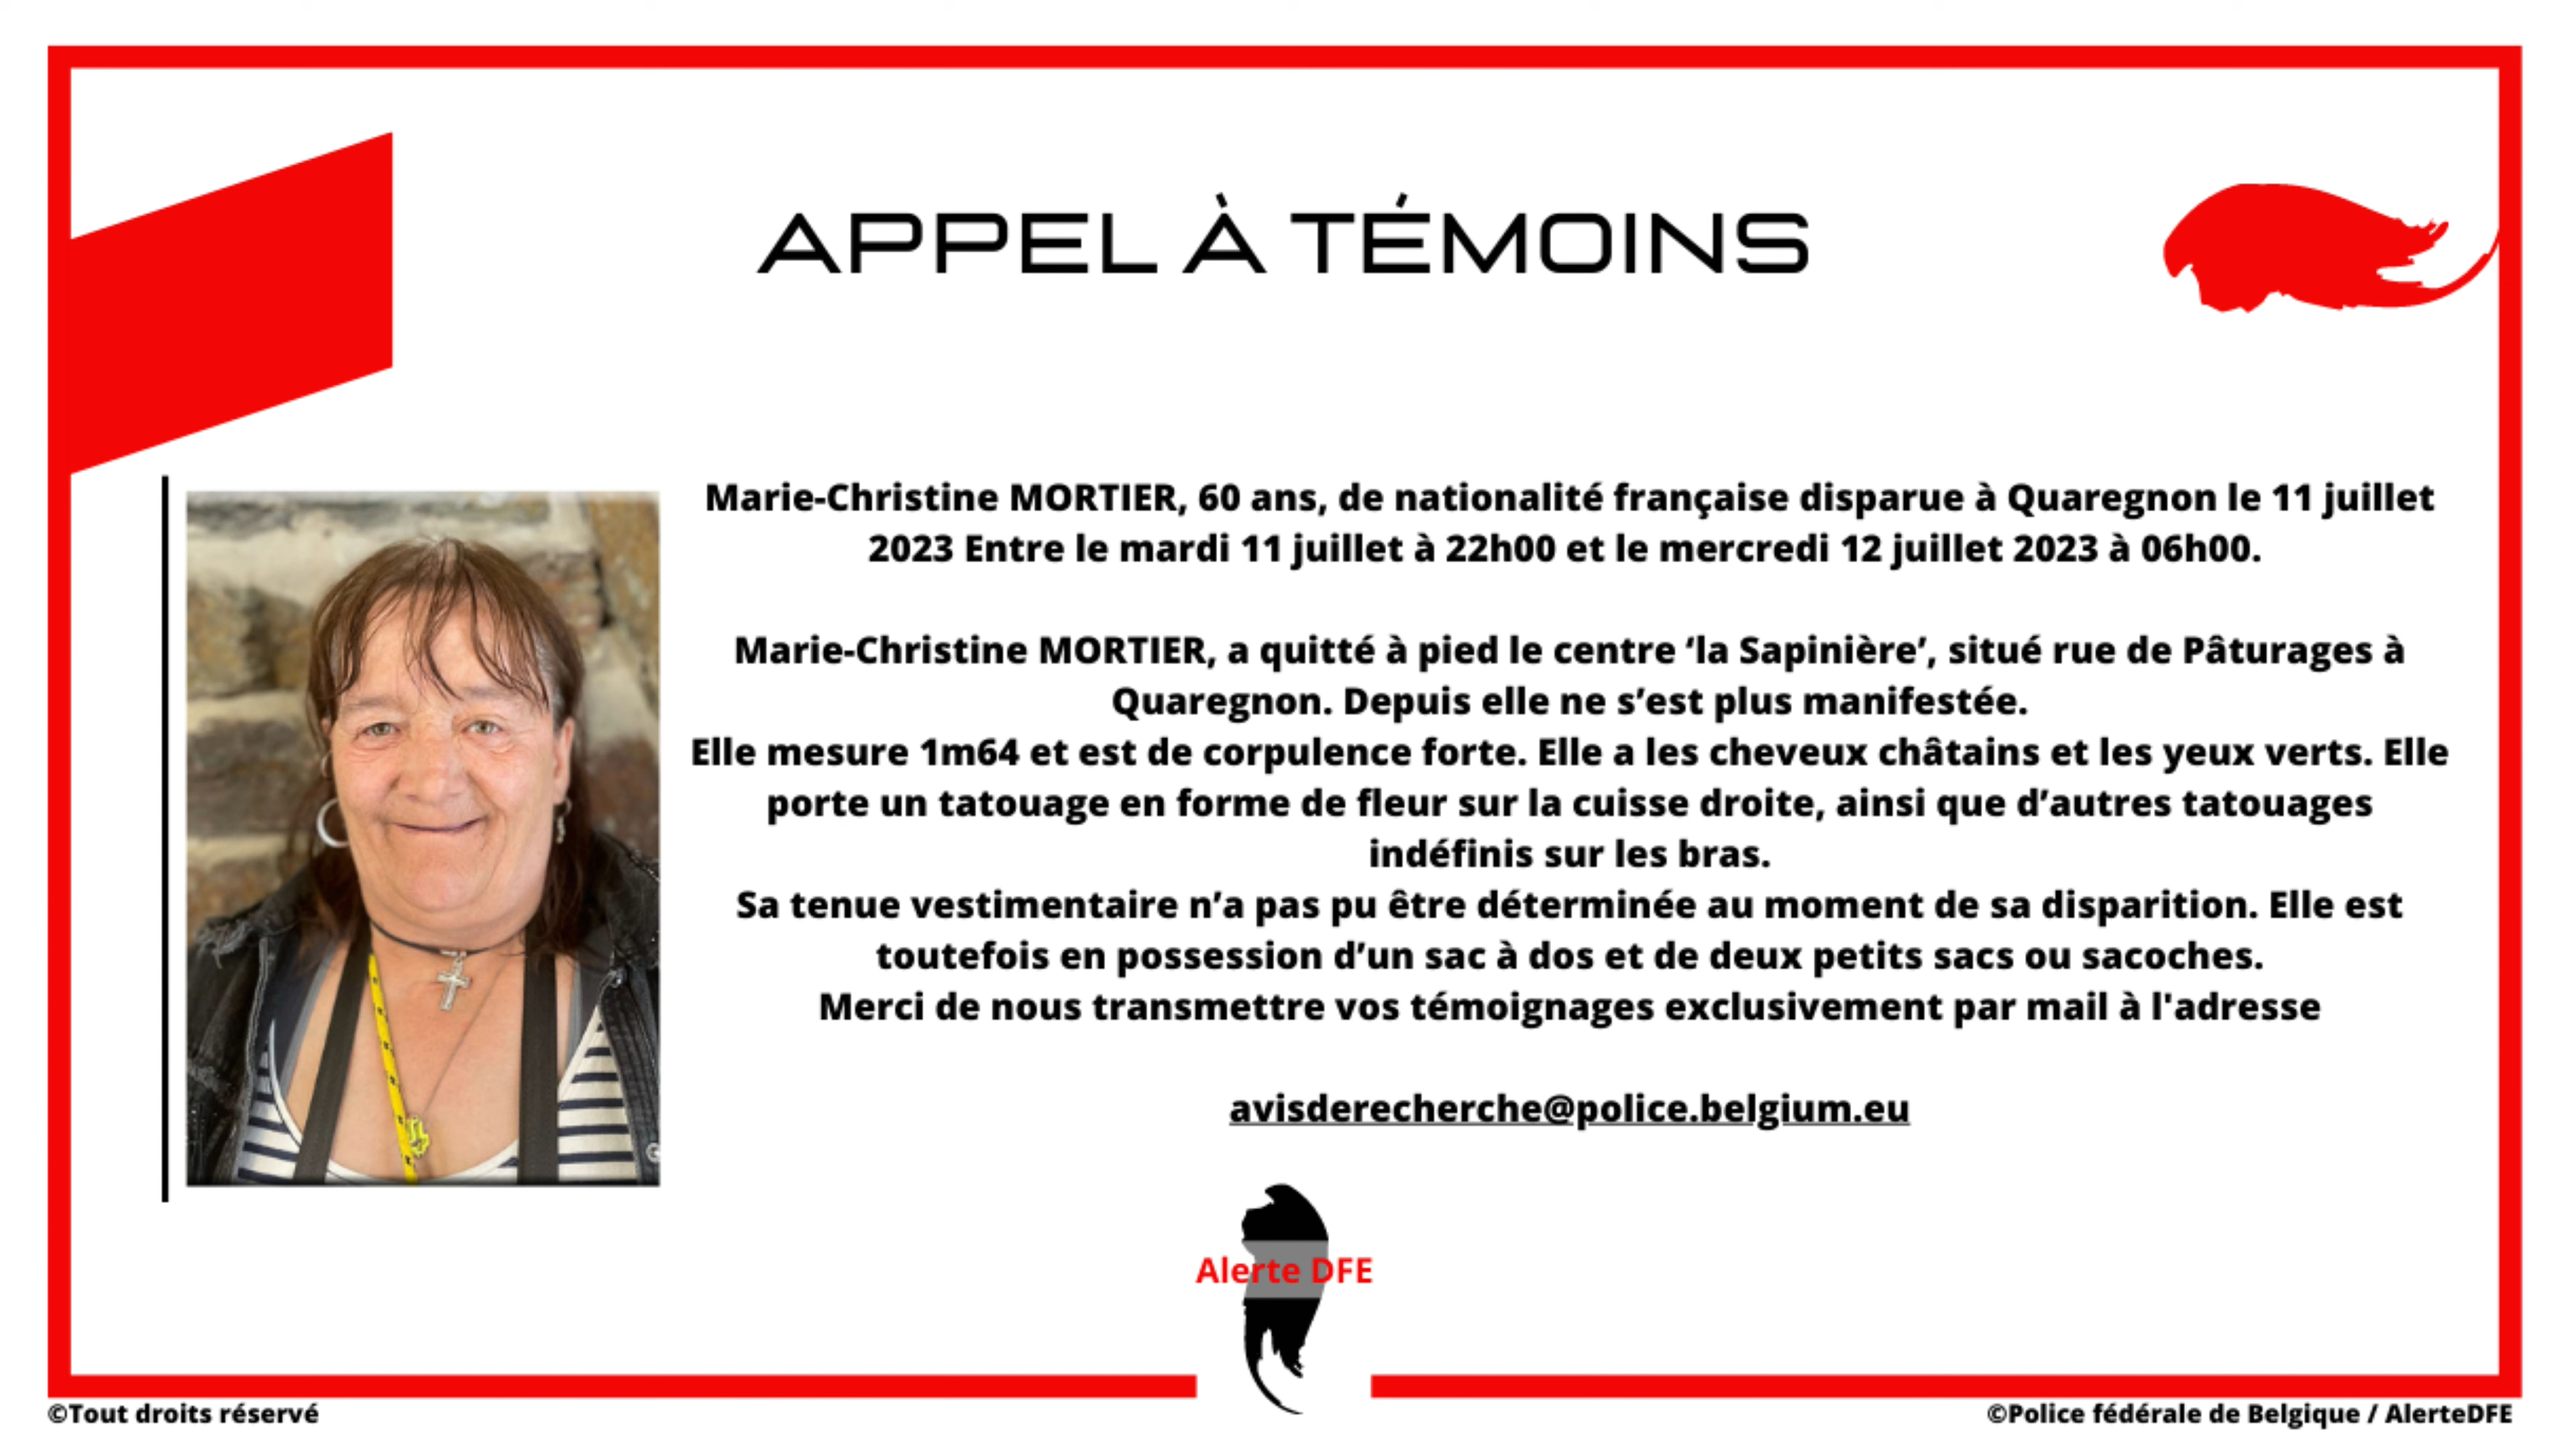 APPEL À TÉMOINS
Marie-Christine MORTIER, 60 ans, de nationalité française disparue à Quaregnon le 11 juillet
2023 Entre le mardi 11 juillet à 22h00 et le mercredi 12 juillet 2023 à 06h00.
Marie-Christine MORTIER, a quitté à pied le centre ‘la Sapinière’, situé rue de Pâturages à
Quaregnon. Depuis elle ne s’est plus manifestée.
Elle mesure 1m64 et est de corpulence forte. Elle a les cheveux châtains et les yeux verts. Elle
porte un tatouage en forme de fleur sur la cuisse droite, ainsi que d’autres tatouages
indéfinis sur les bras.
Sa tenue vestimentaire n’a pas pu être déterminée au moment de sa disparition. Elle est
toutefois en possession d’un sac à dos et de deux petits sacs ou sacoches.
Merci de nous transmettre vos témoignages exclusivement par mail à l'adresse
avisderecherche@police.belgium.eu
Alerte DFE
©Tout droits réservé
©Police fédérale de Belgique / AlerteDFE